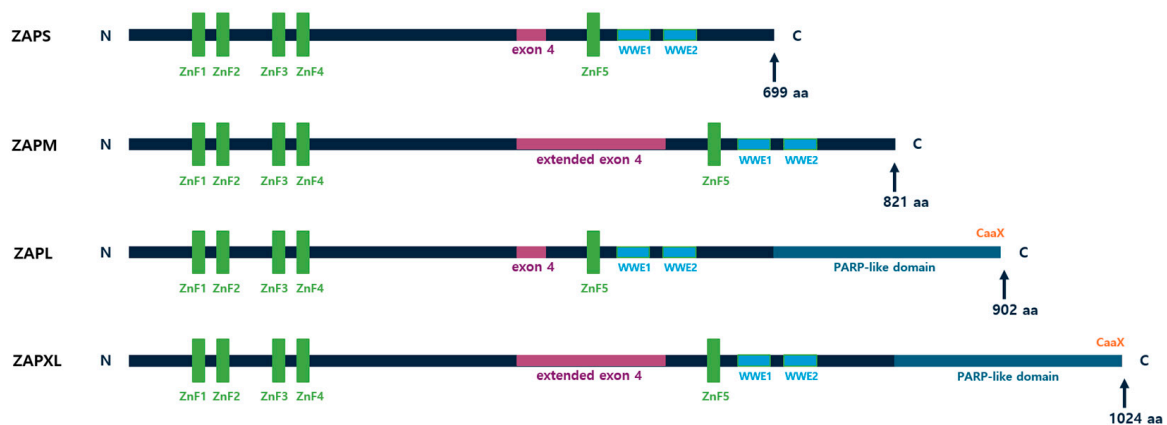 ZAPS N C
exon 4 WWE1 WWE2
ZnF1 ZnF2 ZnF3 ZnF4 ZnF5
699 aa
ZAPM N C
extended exon 4 WWE1 WWE2
ZnF1 ZnF2 ZnF3 ZnF4 ZnF5
821 aa
CaaX
ZAPL N C
exon 4 WWE1 WWE2 PARP-like domain
ZnF1 ZnF2 ZnF3 ZnF4 ZnF5
902 aa
CaaX
ZAPXL N C
extended exon 4 WWE1 WWE2 PARP-like domain
ZnF1 ZnF2 ZnF3 ZnF4 ZnF5
1024 aa